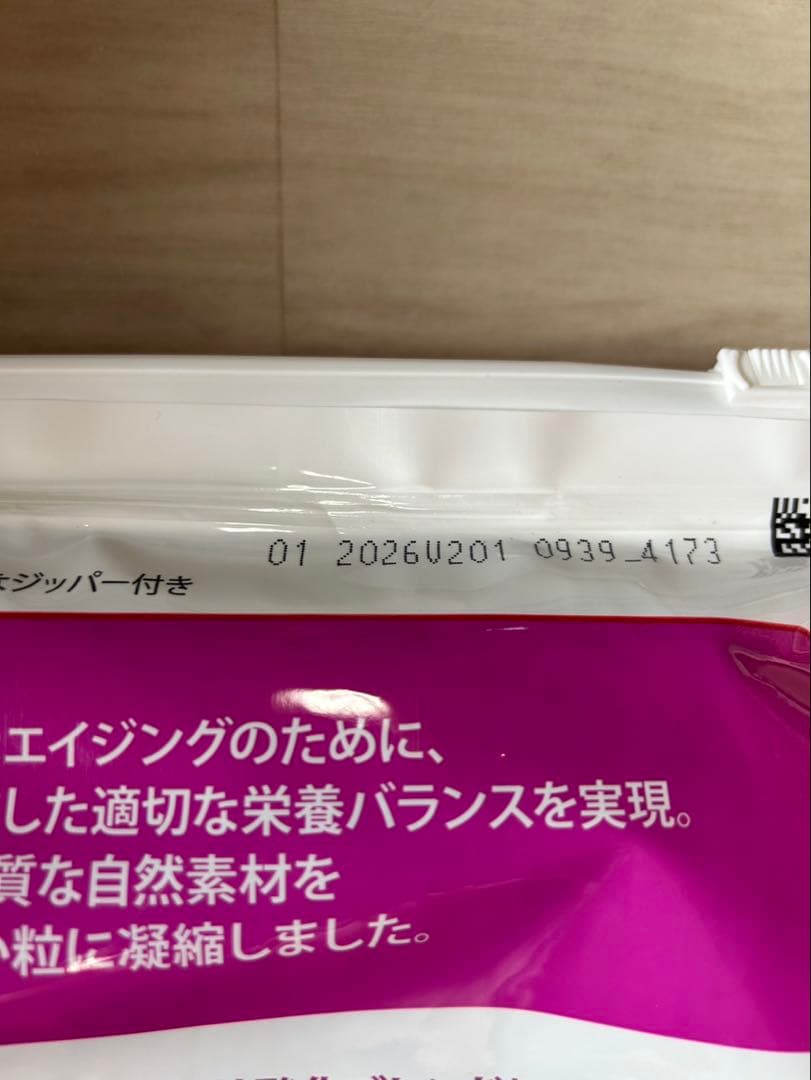 01 2026V201 0939_4173
ジッパー付き
エイジングのために、
した適切な栄養バランスを実現。
質な自然素材を
い粒に凝縮しました。